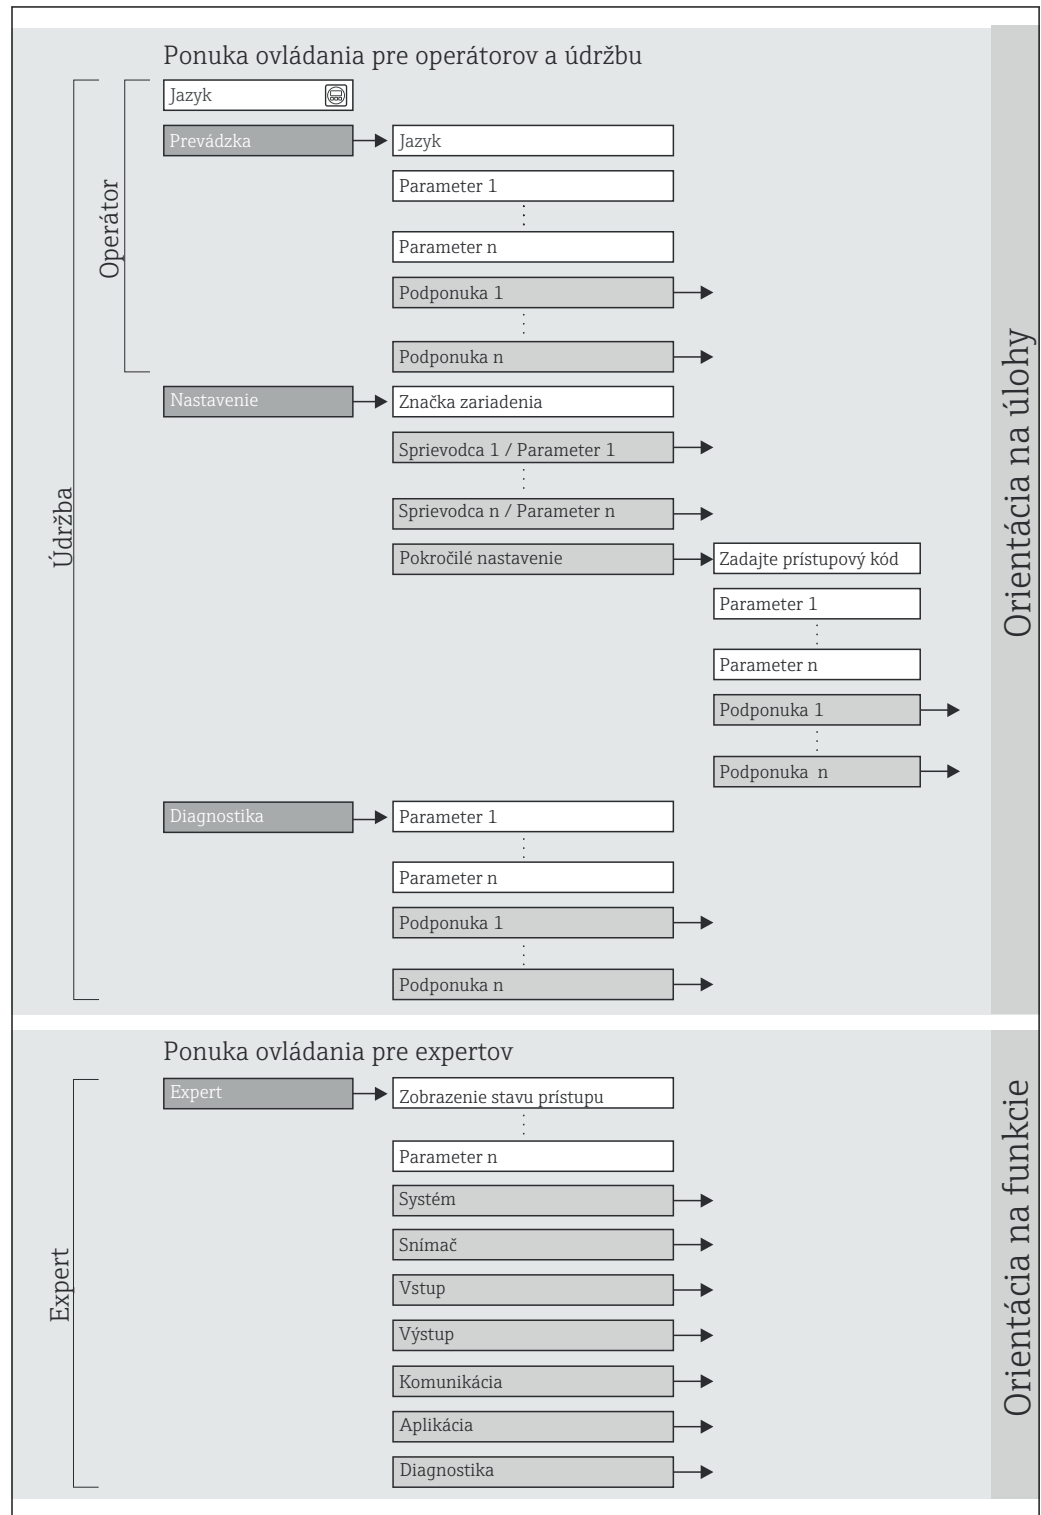 Ponuka ovládania pre operátorov a údržbu
Jazyk
Prevádzka
Jazyk
Parameter 1
Parameter n
Podponuka 1
Podponuka n
Operátor
Nastavenie
Značka zariadenia
Sprievodca 1 / Parameter 1
Sprievodca n / Parameter n
Pokročilé nastavenie
Zadajte prístupový kód
Parameter 1
Parameter n
Podponuka 1
Podponuka n
Údržba
Diagnostika
Parameter 1
Parameter n
Podponuka 1
Podponuka n
Orientácia na úlohy
Ponuka ovládania pre expertov
Expert
Zobrazenie stavu prístupu
Parameter n
Systém
Snímač
Vstup
Výstup
Komunikácia
Aplikácia
Diagnostika
Expert
Orientácia na funkcie